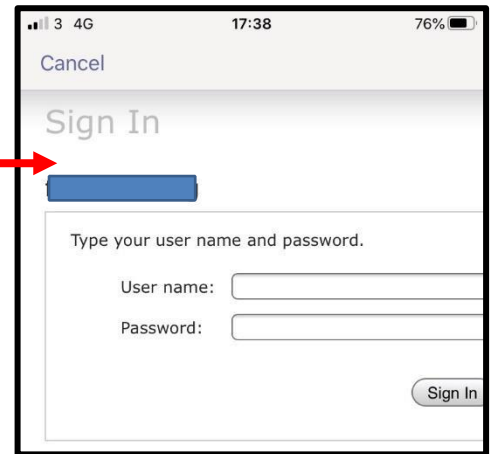 3 4G 17:38 76%
Cancel
Sign In
Type your user name and password.
User name:
Password:
Sign In